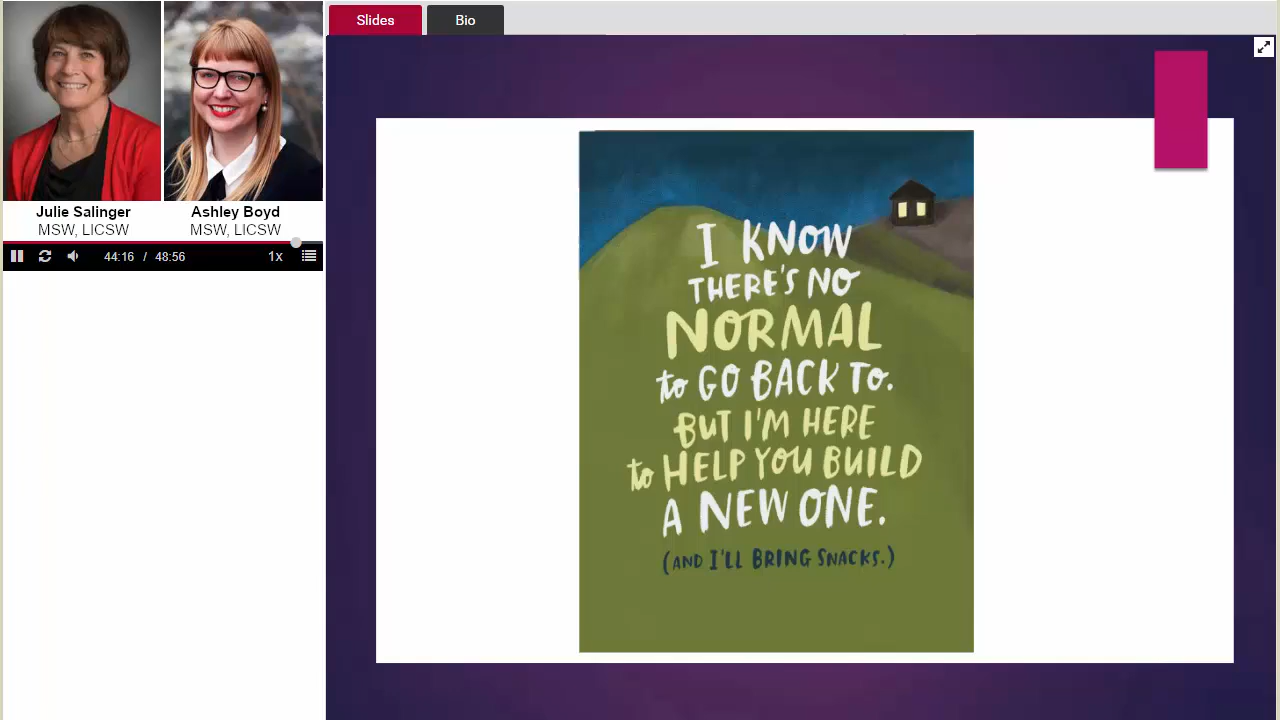 Slides
Bio
Julie Salinger
MSW, LICSW
Ashley Boyd
MSW, LICSW
44:16 / 48:56
1x
I KNOW
THERE'S NO
NORMAL
to GO BACK TO.
BUT I'M HERE
to HELP YOU BUILD
A NEW ONE.
(AND I'LL BRING SNACKS.)